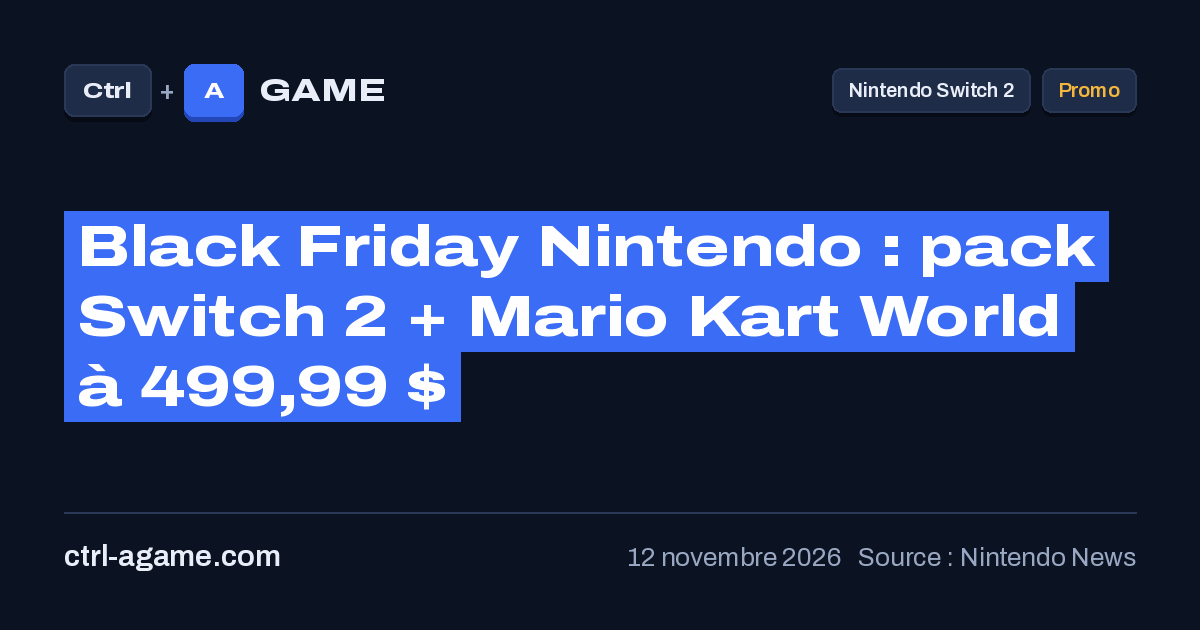 Ctrl + A GAME
Nintendo Switch 2 Promo
Black Friday Nintendo : pack
Switch 2 + Mario Kart World
à 499,99 $
ctrl-agame.com
12 novembre 2026 Source : Nintendo News